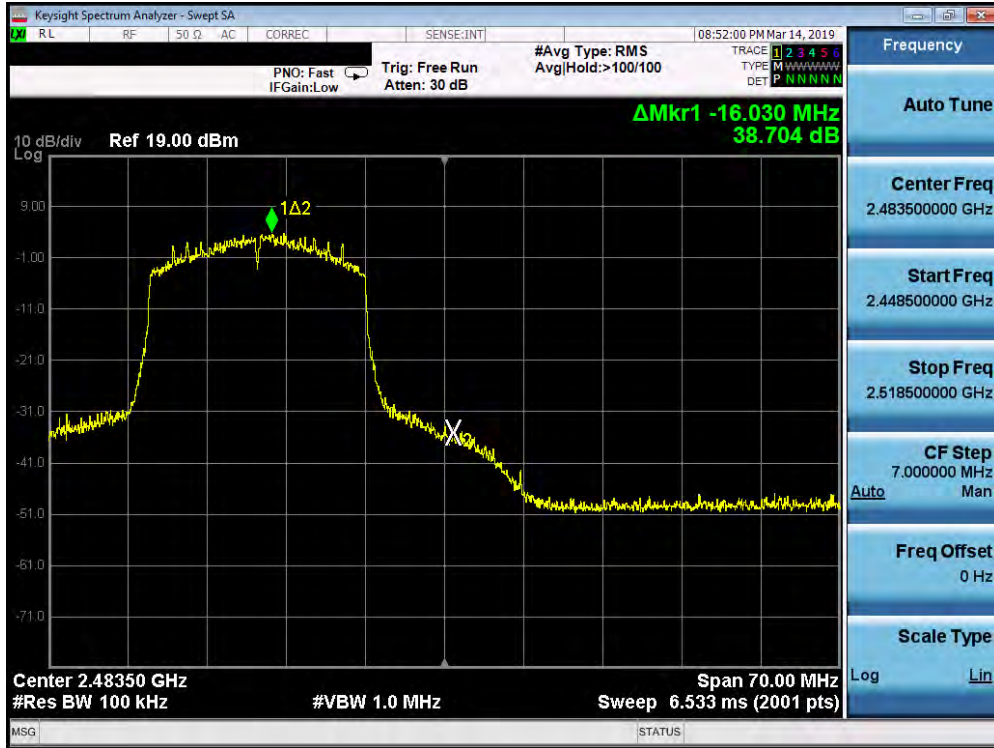 Keysight Spectrum Analyzer - Swept SA
LXI RL RF 50 Ω AC CORREC SENSE:INT 08:52:00 PM Mar 14, 2019
PNO: Fast
IFGain:Low
Trig: Free Run
Atten: 30 dB
#Avg Type: RMS
Avg|Hold:>100/100
TRACE 1 2 3 4 5 6
TYPE M WWWWW
DET P N N N N N
ΔMkr1 -16.030 MHz
38.704 dB
10 dB/div Ref 19.00 dBm
Log
9.00
-1.00
-11.0
-21.0
-31.0
-41.0
-51.0
-61.0
-71.0
1Δ2
X2
Center 2.48350 GHz
Span 70.00 MHz
#Res BW 100 kHz
#VBW 1.0 MHz
Sweep 6.533 ms (2001 pts)
MSG
STATUS
Frequency
Auto Tune
Center Freq
2.483500000 GHz
Start Freq
2.448500000 GHz
Stop Freq
2.518500000 GHz
CF Step
7.000000 MHz
Auto Man
Freq Offset
0 Hz
Scale Type
Log Lin